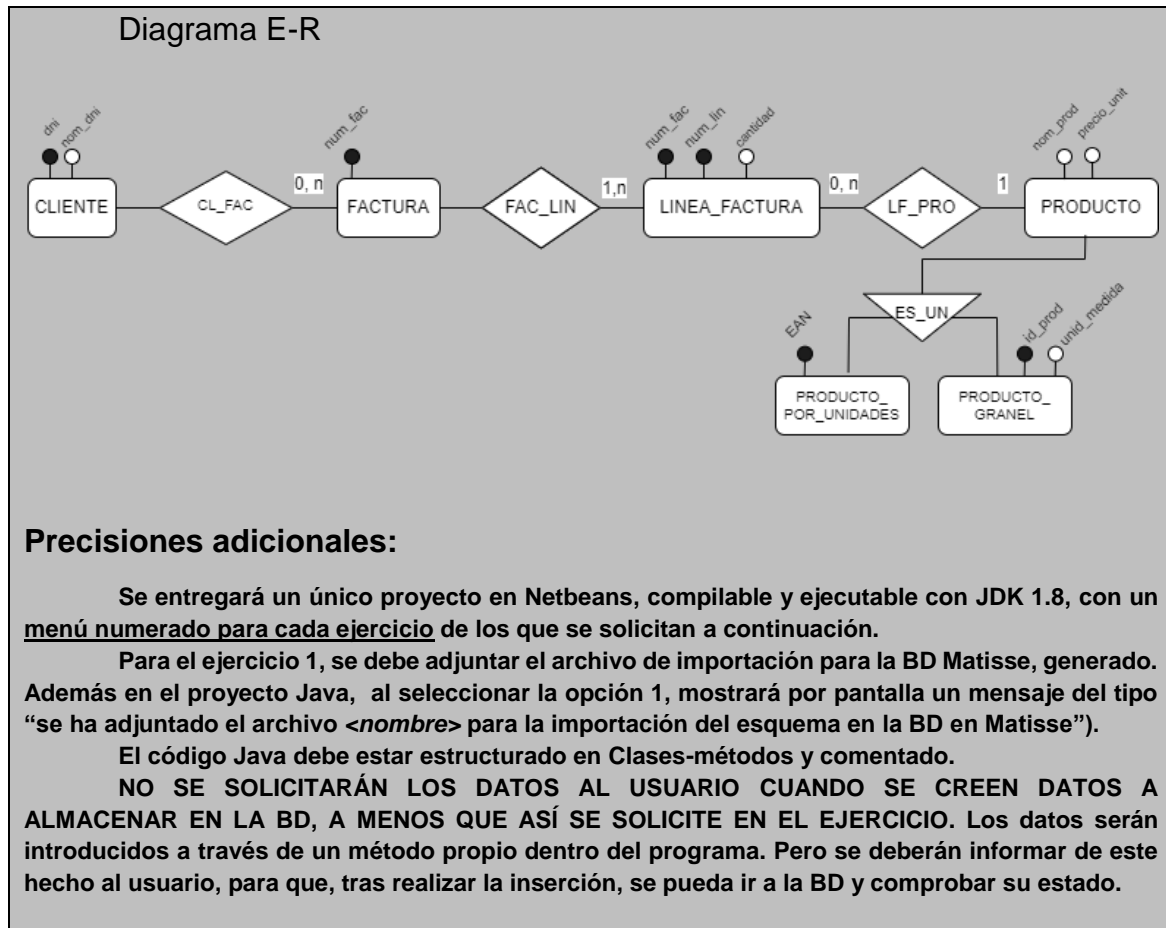 Diagrama E-R
dni
nom_dni
num_fac
num_fac
num_lin
cantidad
nom_prod
precio_unit
CLIENTE
CL_FAC
0, n
FACTURA
FAC_LIN
1,n
LINEA_FACTURA
0, n
LF_PRO
1
PRODUCTO
ES_UN
EAN
id_prod
unid_medida
PRODUCTO_
POR_UNIDADES
PRODUCTO_
GRANEL
Precisiones adicionales:
Se entregará un único proyecto en Netbeans, compilable y ejecutable con JDK 1.8, con un
menú numerado para cada ejercicio de los que se solicitan a continuación.
Para el ejercicio 1, se debe adjuntar el archivo de importación para la BD Matisse, generado.
Además en el proyecto Java, al seleccionar la opción 1, mostrará por pantalla un mensaje del tipo
“se ha adjuntado el archivo <nombre> para la importación del esquema en la BD en Matisse”).
El código Java debe estar estructurado en Clases-métodos y comentado.
NO SE SOLICITARÁN LOS DATOS AL USUARIO CUANDO SE CREEN DATOS A
ALMACENAR EN LA BD, A MENOS QUE ASÍ SE SOLICITE EN EL EJERCICIO. Los datos serán
introducidos a través de un método propio dentro del programa. Pero se deberán informar de este
hecho al usuario, para que, tras realizar la inserción, se pueda ir a la BD y comprobar su estado.